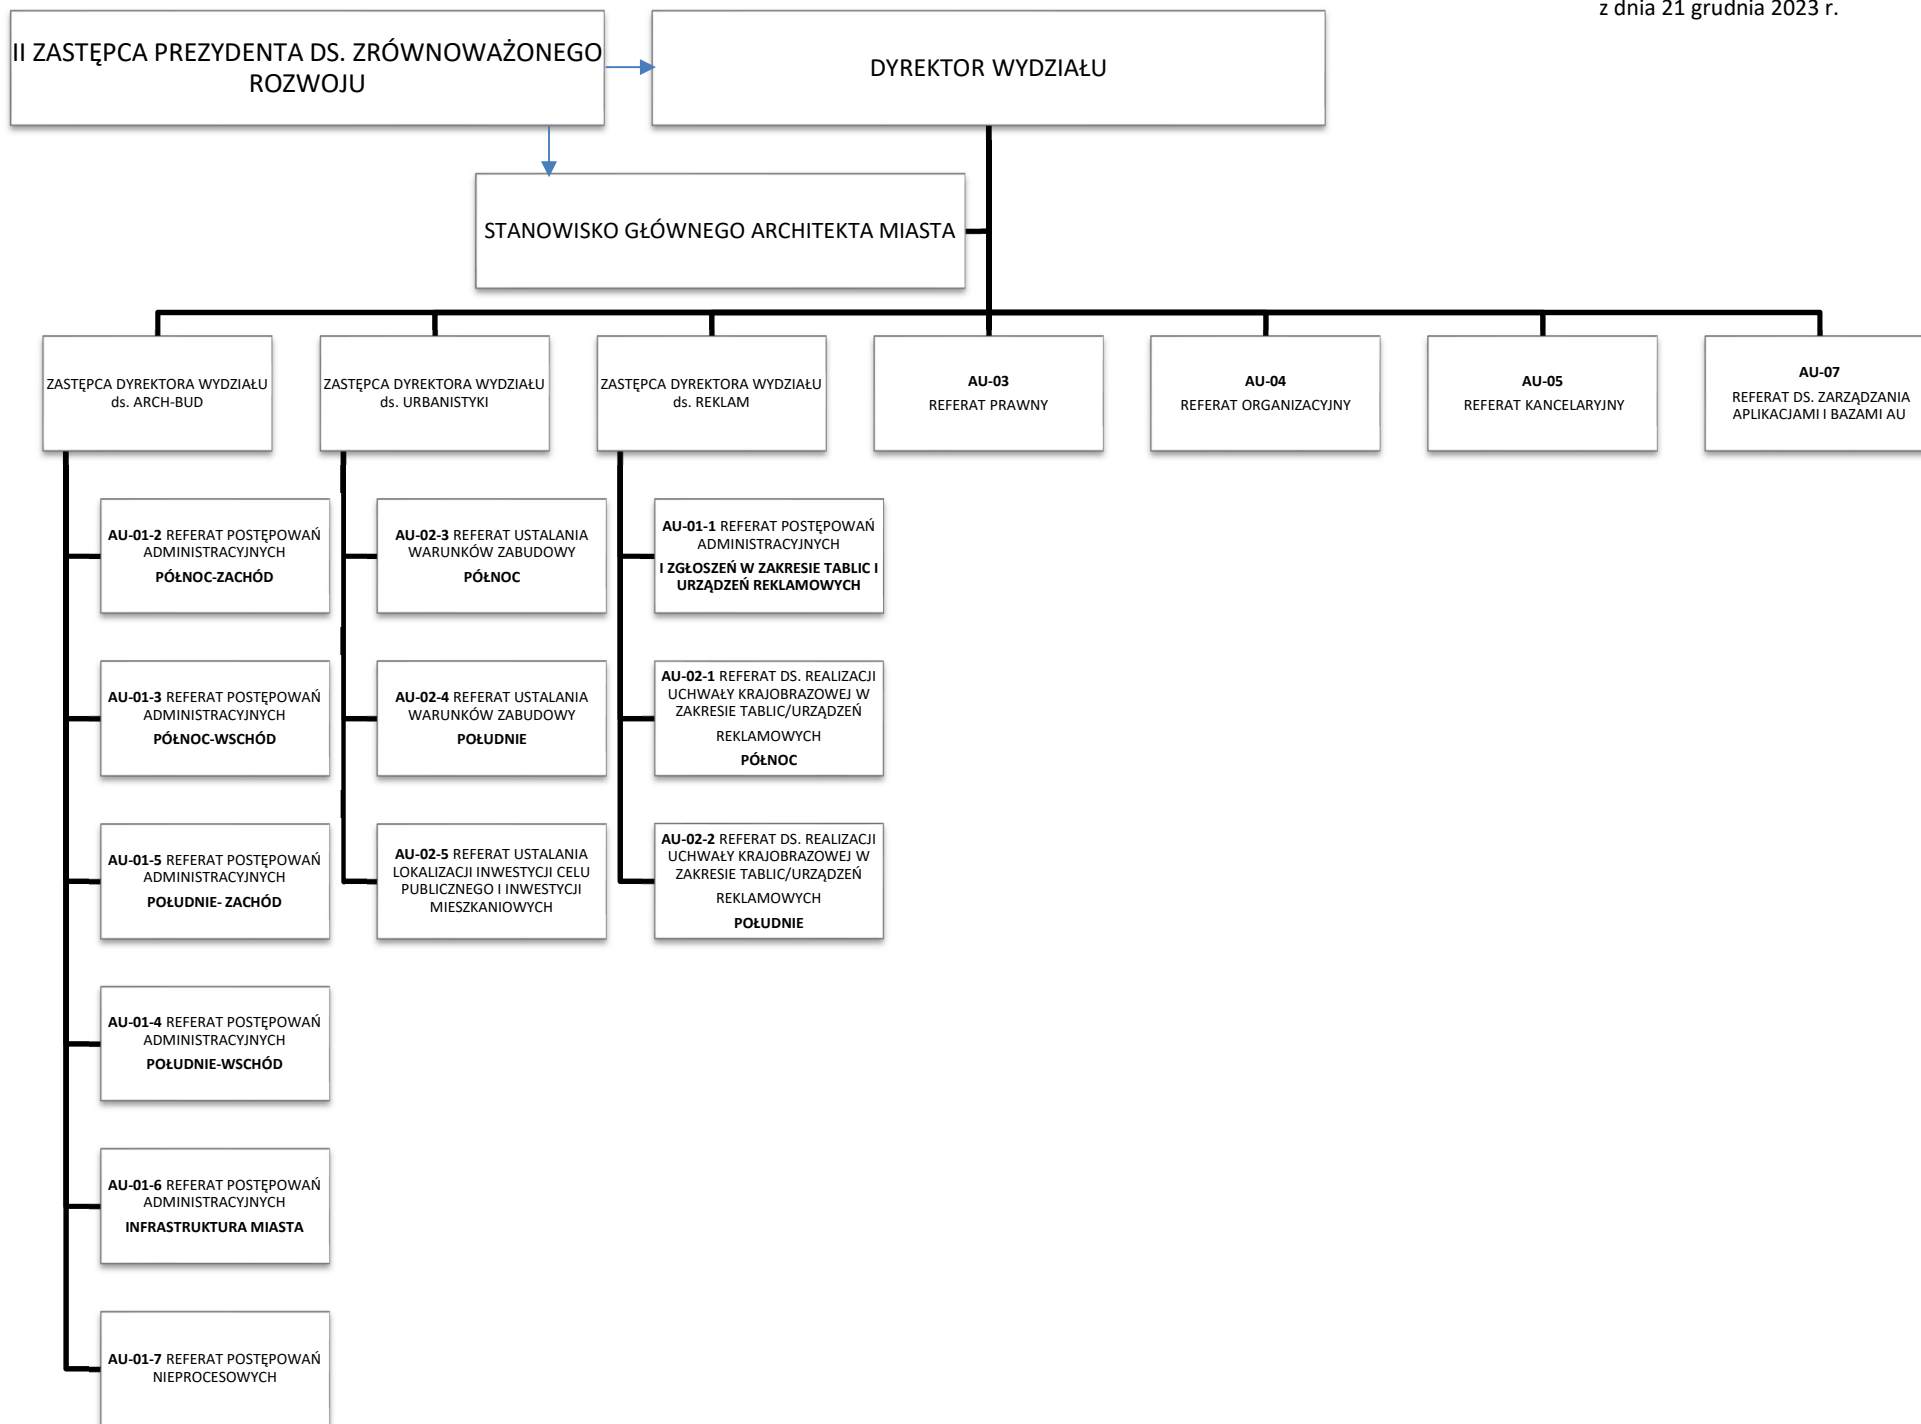 z dnia 21 grudnia 2023 r.
II ZASTĘPCA PREZYDENTA DS. ZRÓWNOWAŻONEGO
ROZWOJU
DYREKTOR WYDZIAŁU
STANOWISKO GŁÓWNEGO ARCHITEKTA MIASTA
ZASTĘPCA DYREKTORA WYDZIAŁU
ds. ARCH-BUD
ZASTĘPCA DYREKTORA WYDZIAŁU
ds. URBANISTYKI
ZASTĘPCA DYREKTORA WYDZIAŁU
ds. REKLAM
AU-03
REFERAT PRAWNY
AU-04
REFERAT ORGANIZACYJNY
AU-05
REFERAT KANCELARYJNY
AU-07
REFERAT DS. ZARZĄDZANIA
APLIKACJAMI I BAZAMI AU
AU-01-2 REFERAT POSTĘPOWAŃ
ADMINISTRACYJNYCH
PÓŁNOC-ZACHÓD
AU-01-3 REFERAT POSTĘPOWAŃ
ADMINISTRACYJNYCH
PÓŁNOC-WSCHÓD
AU-01-5 REFERAT POSTĘPOWAŃ
ADMINISTRACYJNYCH
POŁUDNIE- ZACHÓD
AU-01-4 REFERAT POSTĘPOWAŃ
ADMINISTRACYJNYCH
POŁUDNIE-WSCHÓD
AU-01-6 REFERAT POSTĘPOWAŃ
ADMINISTRACYJNYCH
INFRASTRUKTURA MIASTA
AU-01-7 REFERAT POSTĘPOWAŃ
NIEPROCESOWYCH
AU-02-3 REFERAT USTALANIA
WARUNKÓW ZABUDOWY
PÓŁNOC
AU-02-4 REFERAT USTALANIA
WARUNKÓW ZABUDOWY
POŁUDNIE
AU-02-5 REFERAT USTALANIA
LOKALIZACJI INWESTYCJI CELU
PUBLICZNEGO I INWESTYCJI
MIESZKANIOWYCH
AU-01-1 REFERAT POSTĘPOWAŃ
ADMINISTRACYJNYCH
I ZGŁOSZEŃ W ZAKRESIE TABLIC I
URZĄDZEŃ REKLAMOWYCH
AU-02-1 REFERAT DS. REALIZACJI
UCHWAŁY KRAJOBRAZOWEJ W
ZAKRESIE TABLIC/URZĄDZEŃ
REKLAMOWYCH
PÓŁNOC
AU-02-2 REFERAT DS. REALIZACJI
UCHWAŁY KRAJOBRAZOWEJ W
ZAKRESIE TABLIC/URZĄDZEŃ
REKLAMOWYCH
POŁUDNIE